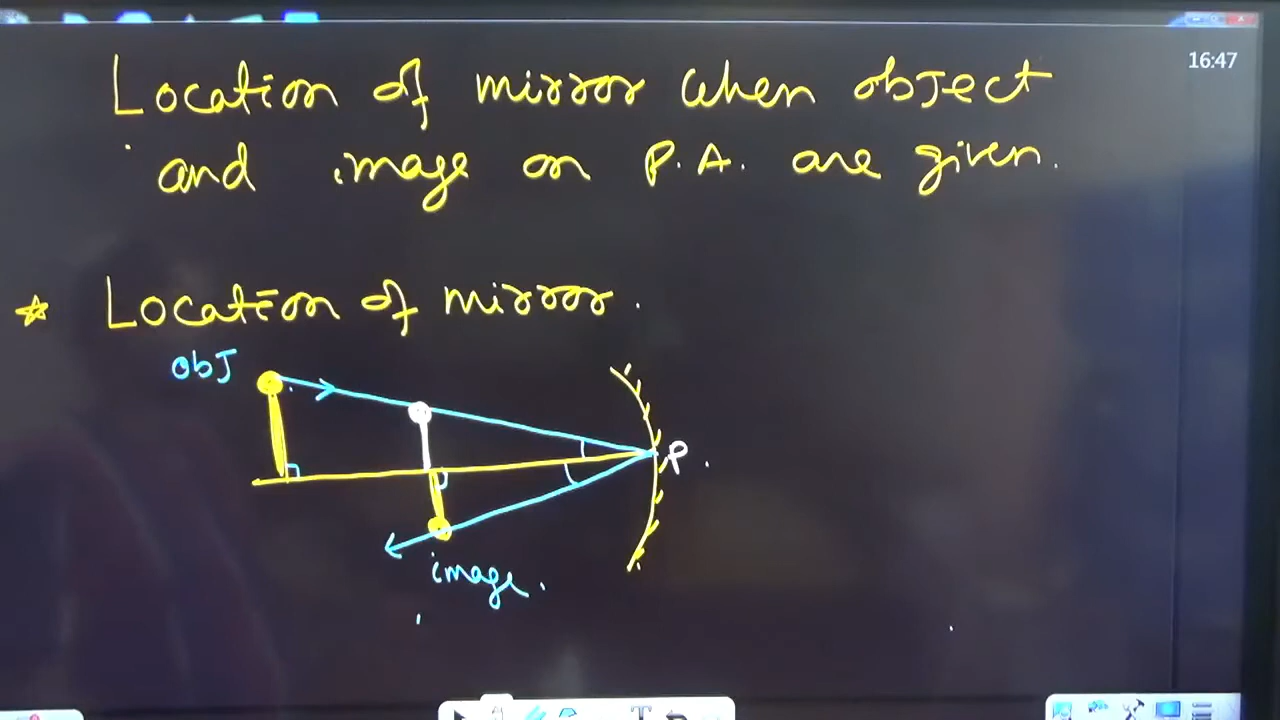 16:47
Location of mirror when object
and image on P.A. are given.
☆ Location of mirror.
obJ
P.
image.